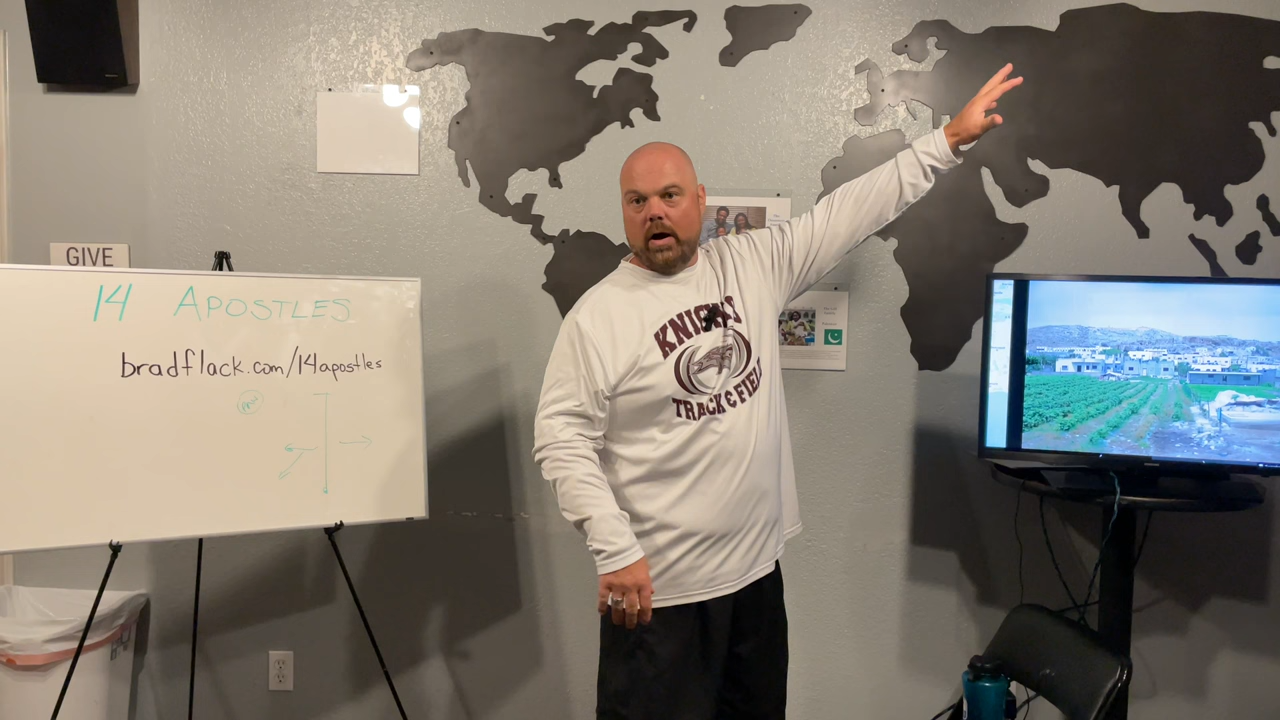 GIVE
14 APOSTLES
bradflack.com/14apostles
KNIGHTS
TRACK & FIELD